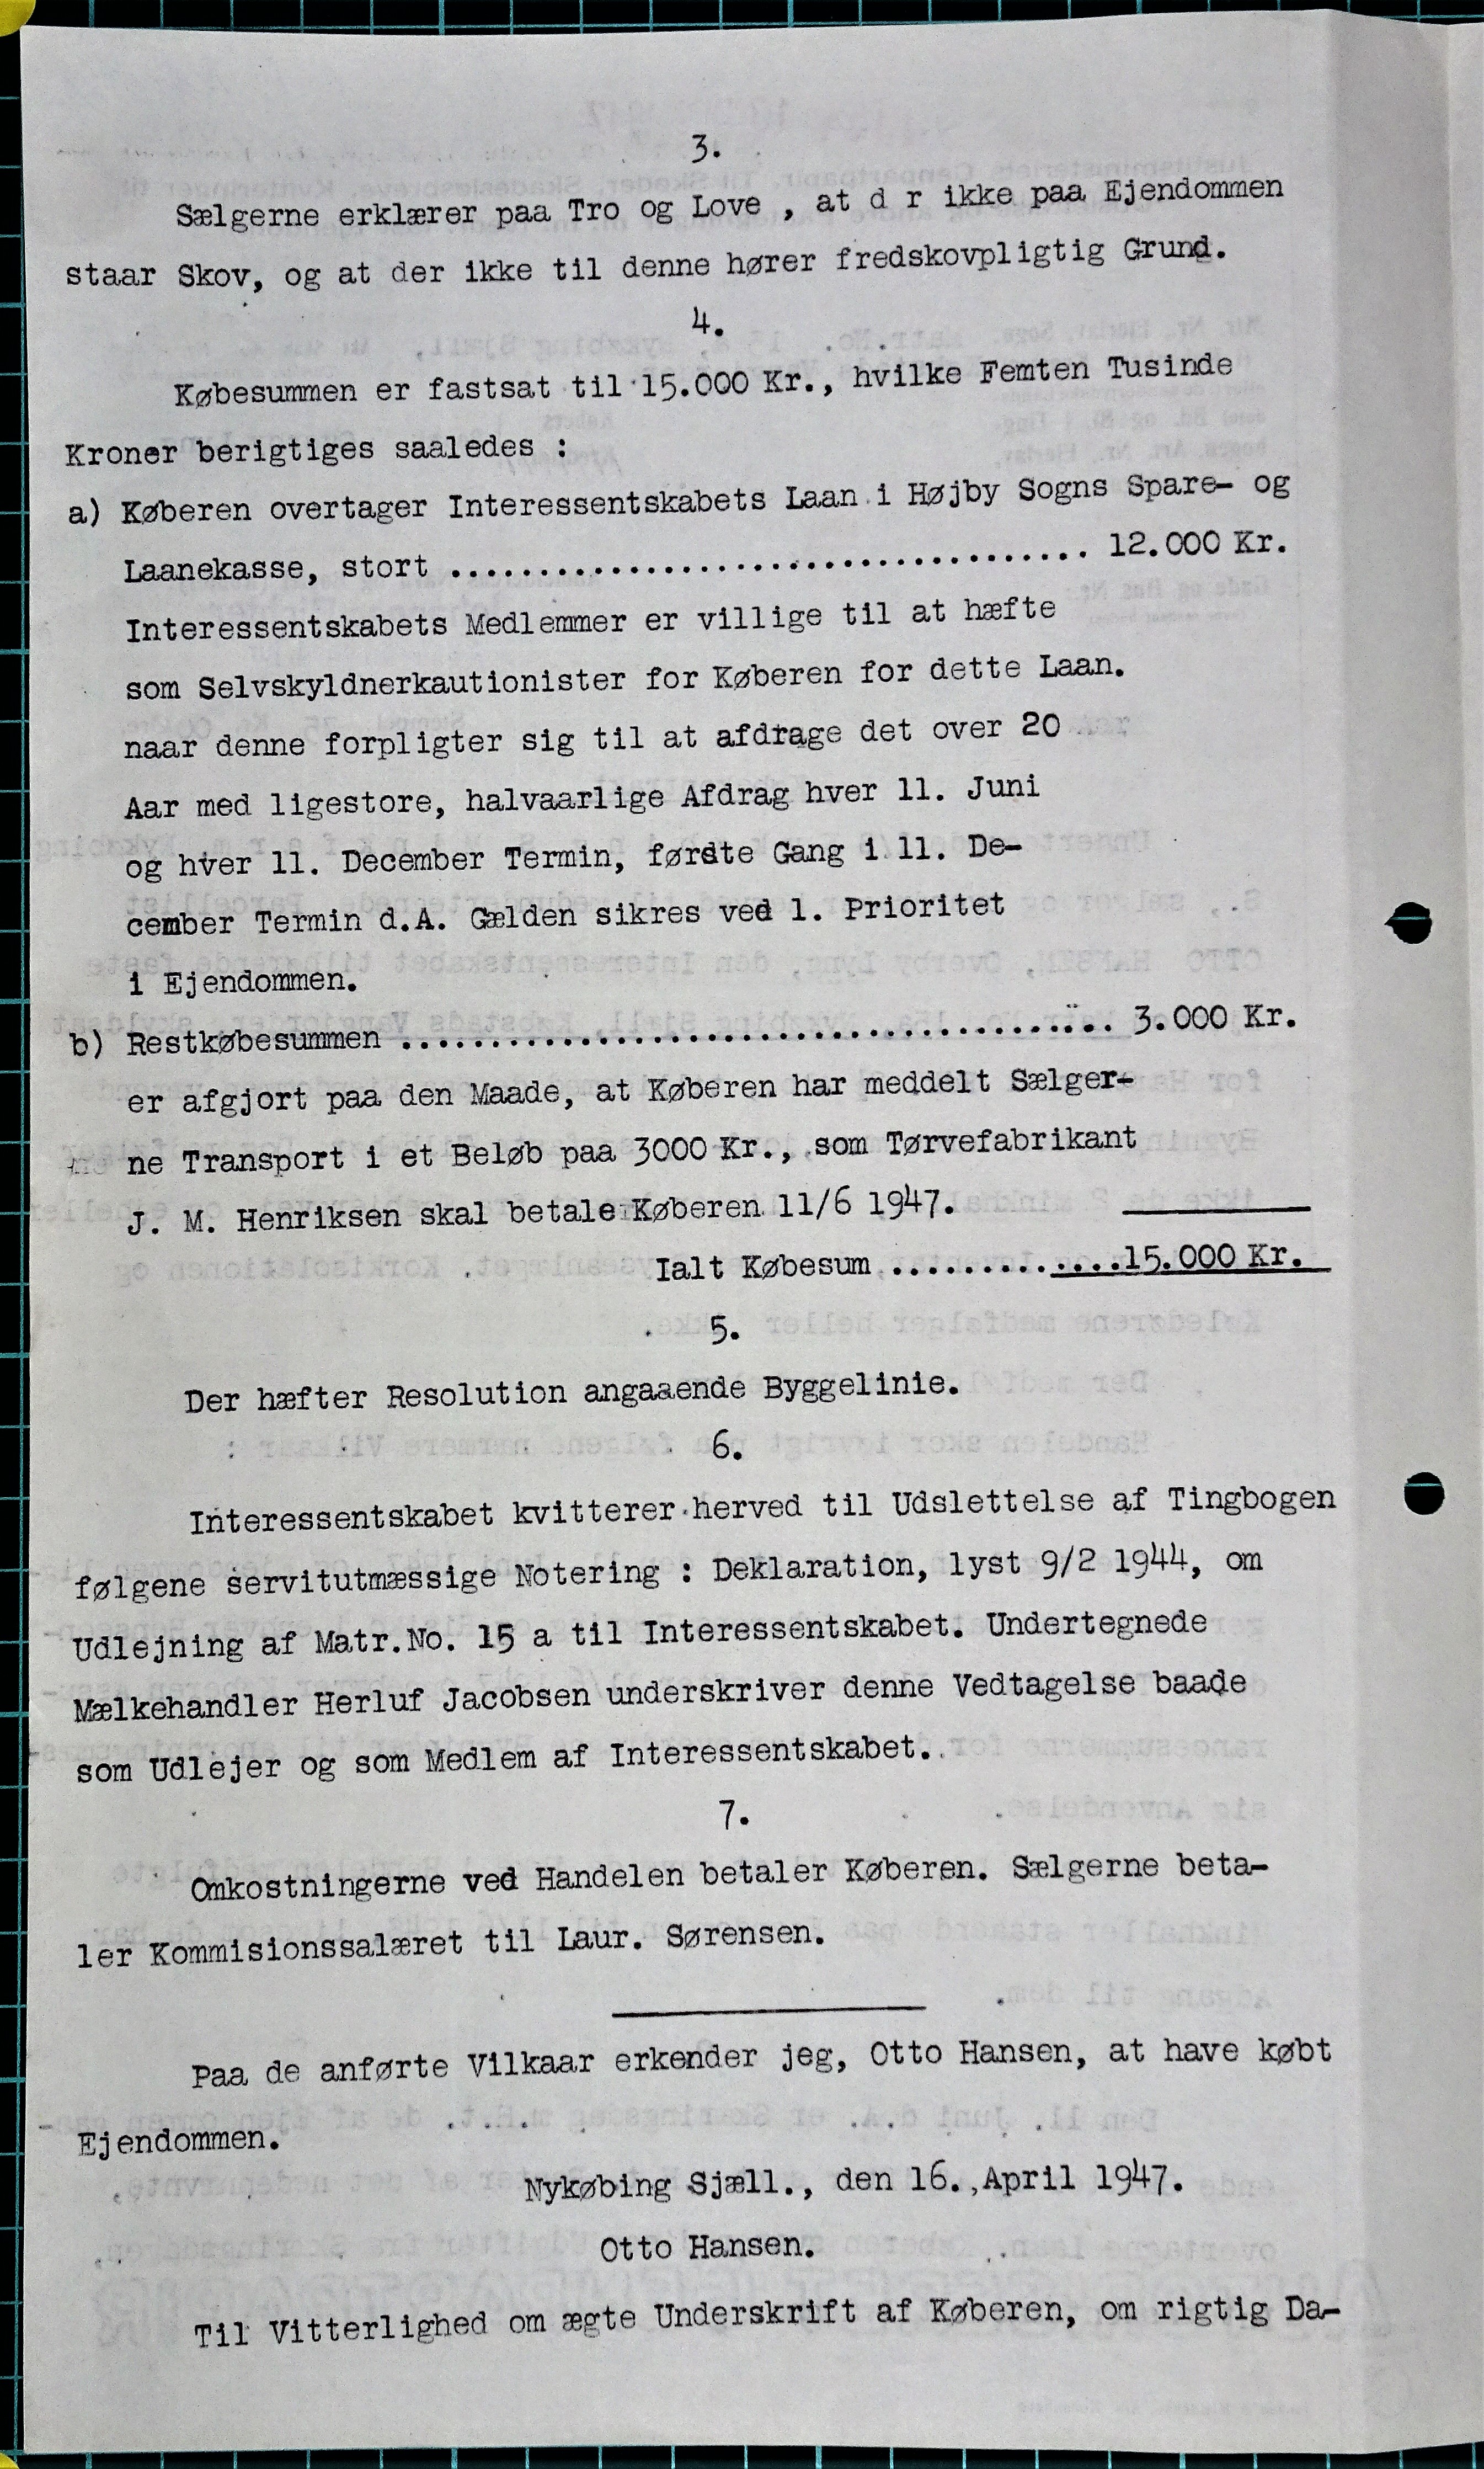 3.
Sælgerne erklærer paa Tro og Love , at d r ikke paa Ejendommen
staar Skov, og at der ikke til denne hører fredskovpligtig Grund.
4.
Købesummen er fastsat til 15.000 Kr., hvilke Femten Tusinde
Kroner berigtiges saaledes :
a) Køberen overtager Interessentskabets Laan i Højby Sogns Spare- og
Laanekasse, stort .................................... 12.000 Kr.
Interessentskabets Medlemmer er villige til at hæfte
som Selvskyldnerkautionister for Køberen for dette Laan.
naar denne forpligter sig til at afdrage det over 20
Aar med ligestore, halvaarlige Afdrag hver 11. Juni
og hver 11. December Termin, første Gang i 11. De-
cember Termin d.A. Gælden sikres ved 1. Prioritet
i Ejendommen.
b) Restkøbesummen ........................................ 3.000 Kr.
er afgjort paa den Maade, at Køberen har meddelt Sælger-
ne Transport i et Beløb paa 3000 Kr., som Tørvefabrikant
J. M. Henriksen skal betale Køberen 11/6 1947.
Ialt Købesum .............15.000 Kr.
5.
Der hæfter Resolution angaaende Byggelinie.
6.
Interessentskabet kvitterer herved til Udslettelse af Tingbogen
følgene servitutmæssige Notering : Deklaration, lyst 9/2 1944, om
Udlejning af Matr.No. 15 a til Interessentskabet. Undertegnede
Mælkehandler Herluf Jacobsen underskriver denne Vedtagelse baade
som Udlejer og som Medlem af Interessentskabet.
7.
Omkostningerne ved Handelen betaler Køberen. Sælgerne beta-
ler Kommisionssalæret til Laur. Sørensen.
Paa de anførte Vilkaar erkender jeg, Otto Hansen, at have købt
Ejendommen.
Nykøbing Sjæll., den 16. April 1947.
Otto Hansen.
Til Vitterlighed om ægte Underskrift af Køberen, om rigtig Da-